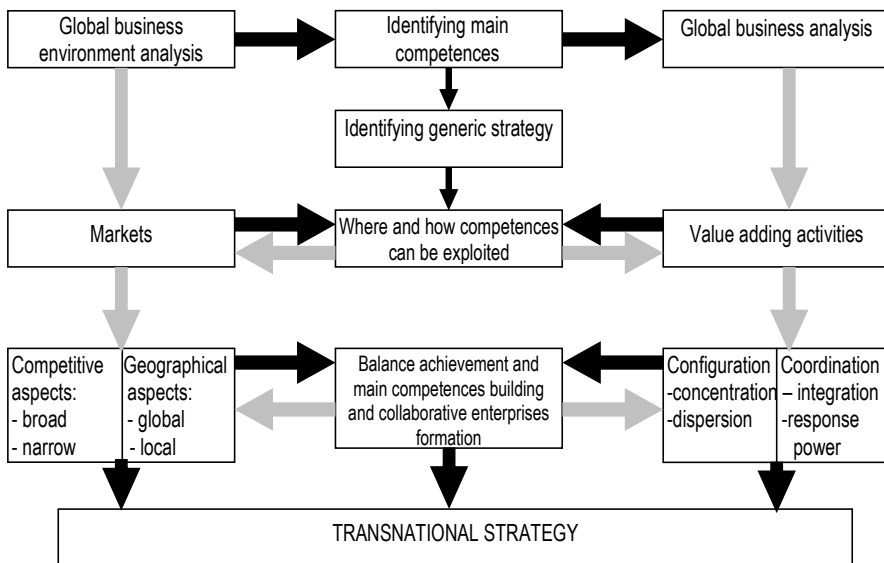 Global business
environment analysis
Identifying main
competences
Global business analysis
Identifying generic strategy
Markets
Where and how competences
can be exploited
Value adding activities
Competitive
aspects:
- broad
- narrow
Geographical
aspects:
- global
- local
Balance achievement and
main competences building
and collaborative enterprises
formation
Configuration
-concentration
-dispersion
Coordination
– integration
-response
power
TRANSNATIONAL STRATEGY